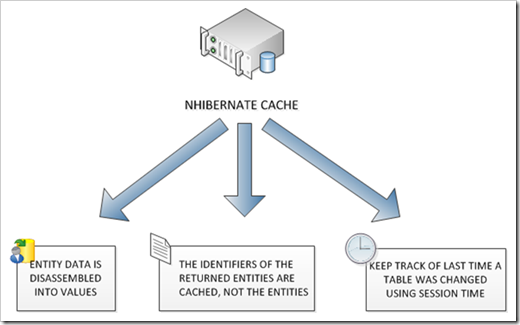 NHIBERNATE CACHE
ENTITY DATA IS
DISASSEMBLED
INTO VALUES
THE IDENTIFIERS OF THE
RETURNED ENTITIES ARE
CACHED, NOT THE ENTITIES
KEEP TRACK OF LAST TIME A
TABLE WAS CHANGED
USING SESSION TIME